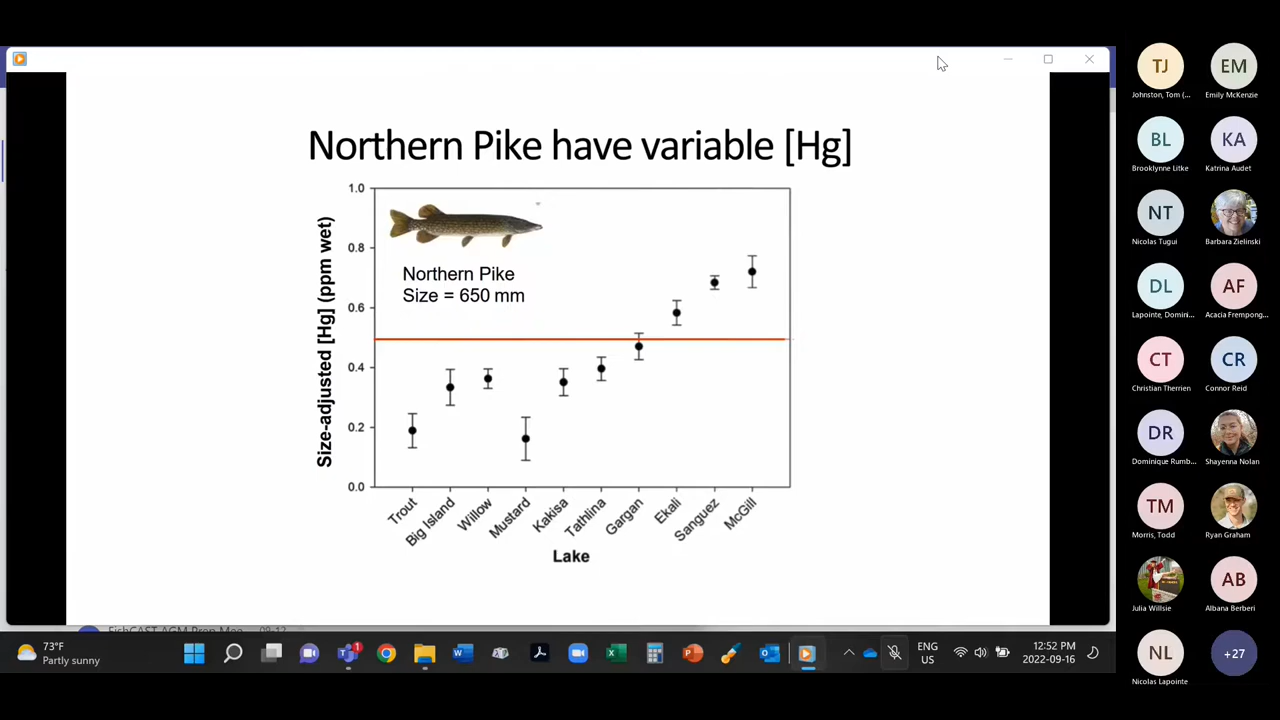 Northern Pike have variable [Hg]
Size-adjusted [Hg] (ppm wet)
1.0
0.8
0.6
0.4
0.2
0.0
Northern Pike
Size = 650 mm
Trout
Big Island
Willow
Mustard
Kakisa
Tathlina
Gargan
Ekali
Sanguez
McGill
Lake
TJ
Johnston, Tom (...
EM
Emily McKenzie
BL
Brooklynne Litke
KA
Katrina Audet
NT
Nicolas Tugui
Barbara Zielinski
DL
Lapointe, Domini...
AF
Acacia Frempong...
CT
Christian Therrien
CR
Connor Reid
DR
Dominique Rumb...
Shayenna Nolan
TM
Morris, Todd
Ryan Graham
Julia Willsie
AB
Albana Berberi
NL
Nicolas Lapointe
+27
73°F
Partly sunny
1
ENG
US
12:52 PM
2022-09-16